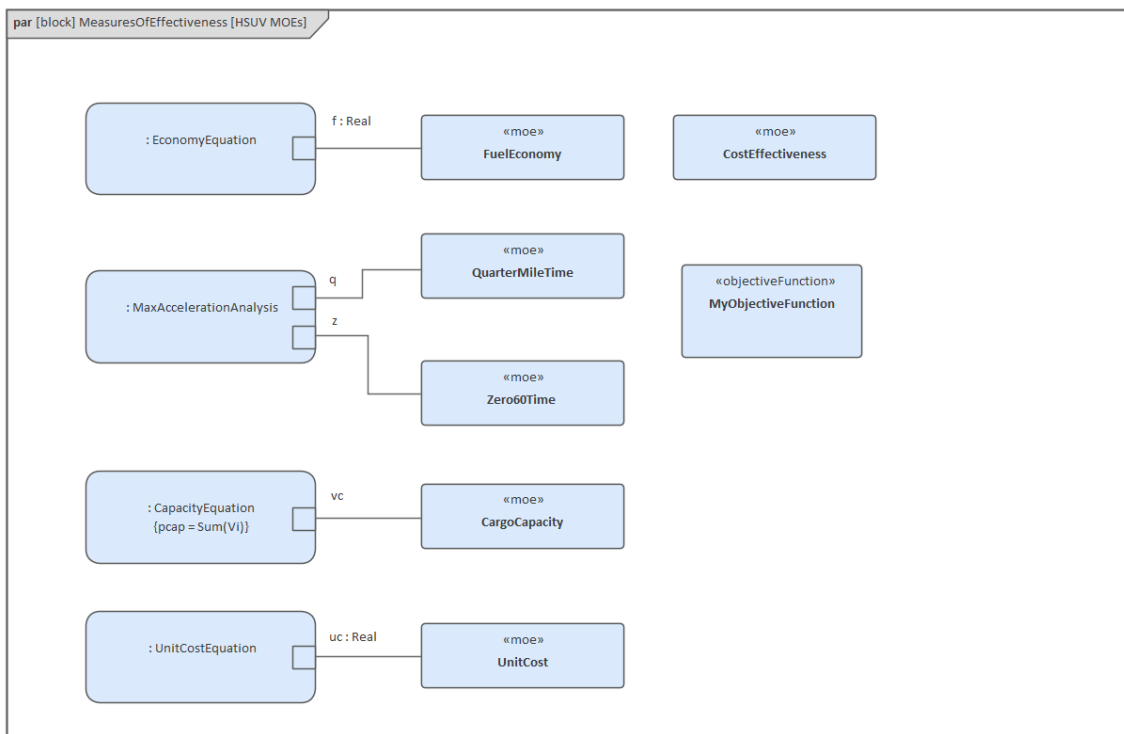 par [block] MeasuresOfEffectiveness [HSUV MOEs]
: EconomyEquation
f : Real
«moe»
FuelEconomy
«moe»
CostEffectiveness
: MaxAccelerationAnalysis
q
z
«moe»
QuarterMileTime
«objectiveFunction»
MyObjectiveFunction
«moe»
Zero60Time
: CapacityEquation
{pcap = Sum(Vi)}
vc
«moe»
CargoCapacity
: UnitCostEquation
uc : Real
«moe»
UnitCost